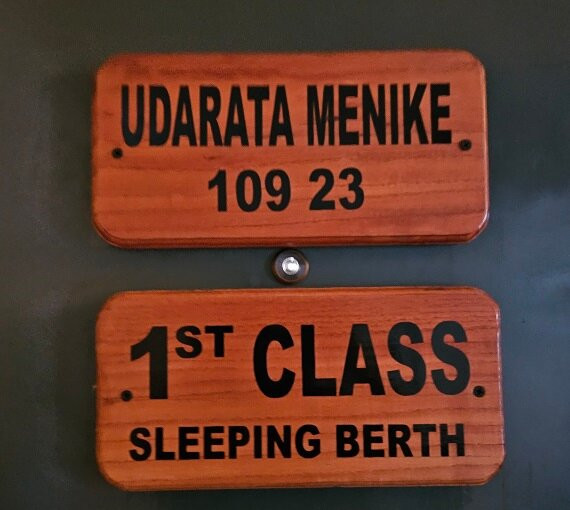 UDARATA MENIKE
109 23
1ST CLASS
SLEEPING BERTH